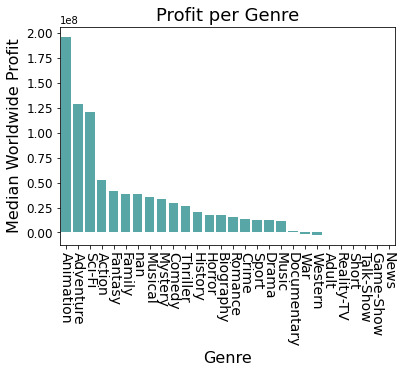 Profit per Genre
1e8
Median Worldwide Profit
2.00
1.75
1.50
1.25
1.00
0.75
0.50
0.25
0.00
Animation
Adventure
Sci-Fi
Action
Fantasy
Family
nan
Musical
Mystery
Comedy
Thriller
History
Horror
Biography
Romance
Crime
Sport
Drama
Music
Documentary
War
Western
Adult
Reality-TV
Short
Talk-Show
Game-Show
News
Genre